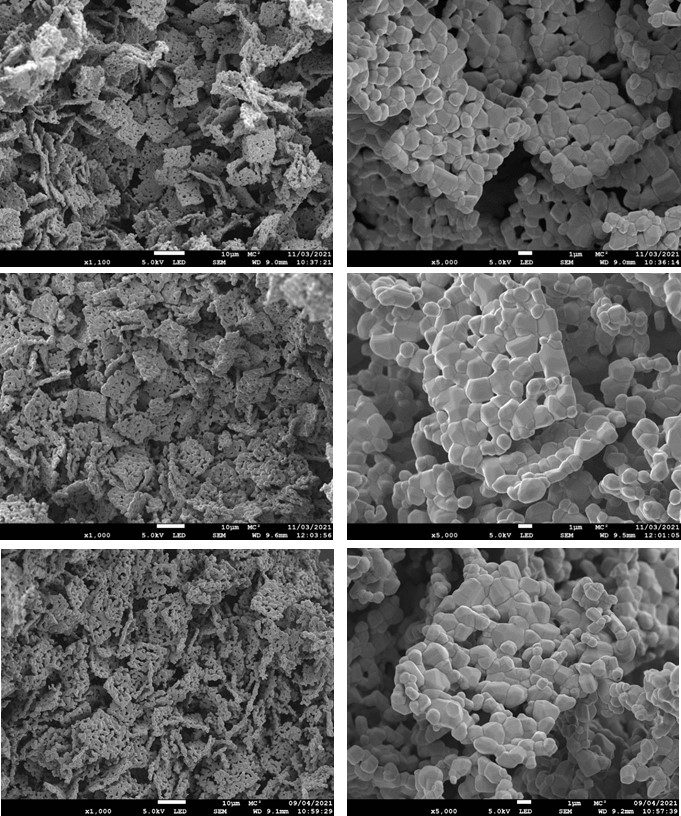 10µm MC² 11/03/2021
x1,100 5.0kV LED SEM WD 9.0mm 10:37:21
1µm MC² 11/03/2021
x5,000 5.0kV LED SEM WD 9.0mm 10:36:14
10µm MC² 11/03/2021
x1,000 5.0kV LED SEM WD 9.6mm 12:03:56
1µm MC² 11/03/2021
x5,000 5.0kV LED SEM WD 9.5mm 12:01:05
10µm MC² 09/04/2021
x1,000 5.0kV LED SEM WD 9.1mm 10:59:29
1µm MC² 09/04/2021
x5,000 5.0kV LED SEM WD 9.2mm 10:57:39